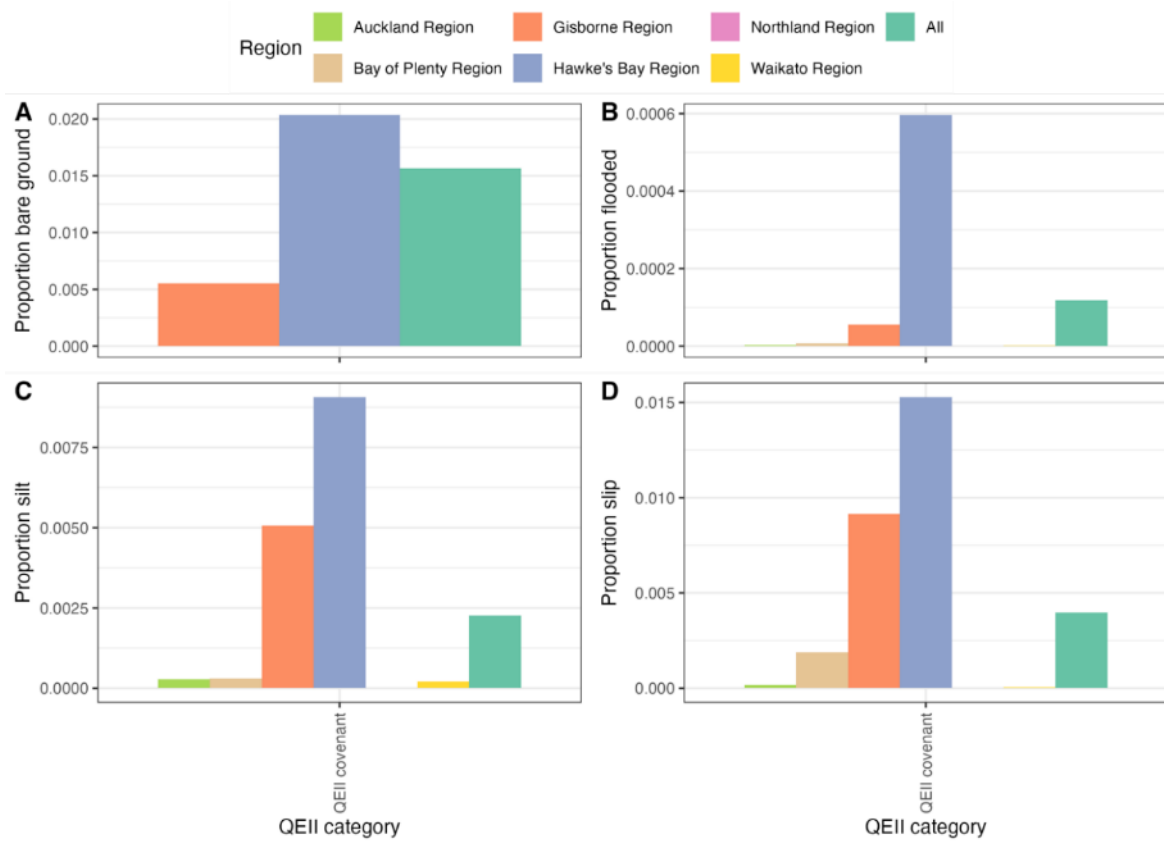 Region
Auckland Region
Gisborne Region
Northland Region
All
Bay of Plenty Region
Hawke's Bay Region
Waikato Region
A
Proportion bare ground
0.020
0.015
0.010
0.005
0.000
B
Proportion flooded
0.0006
0.0004
0.0002
0.0000
C
Proportion silt
0.0075
0.0050
0.0025
0.0000
QEII covenant
QEII category
D
Proportion slip
0.015
0.010
0.005
0.000
QEII covenant
QEII category